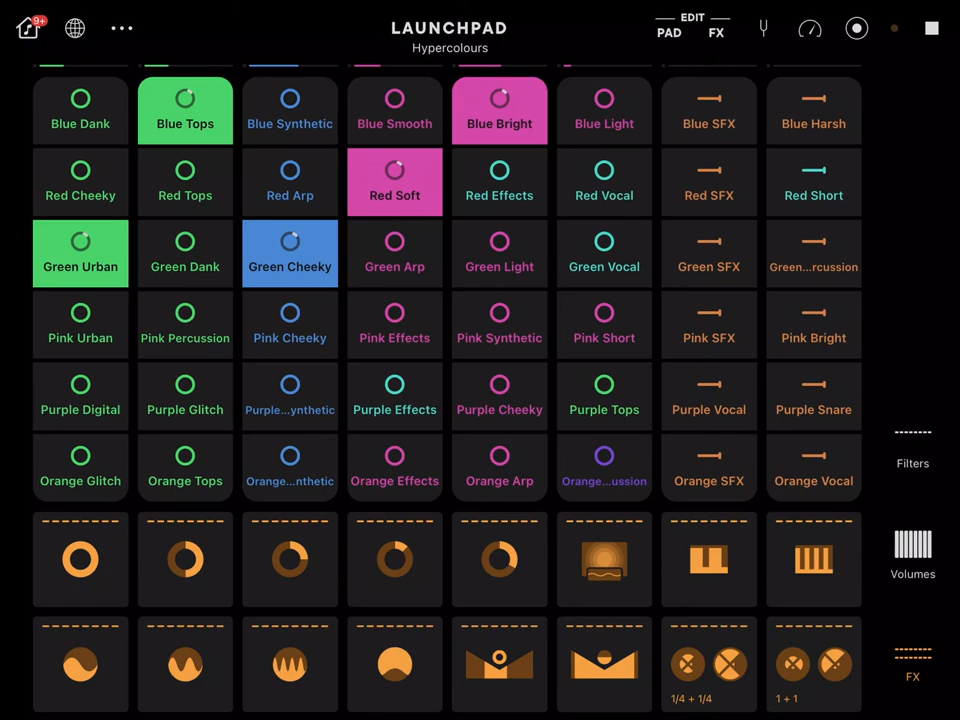 9+
LAUNCHPAD
Hypercolours
EDIT
PAD FX
Blue Dank Blue Tops Blue Synthetic Blue Smooth Blue Bright Blue Light Blue SFX Blue Harsh
Red Cheeky Red Tops Red Arp Red Soft Red Effects Red Vocal Red SFX Red Short
Green Urban Green Dank Green Cheeky Green Arp Green Light Green Vocal Green SFX Green...rcussion
Pink Urban Pink Percussion Pink Cheeky Pink Effects Pink Synthetic Pink Short Pink SFX Pink Bright
Purple Digital Purple Glitch Purple...ynthetic Purple Effects Purple Cheeky Purple Tops Purple Vocal Purple Snare
Filters
Orange Glitch Orange Tops Orange...nthetic Orange Effects Orange Arp Orange...ussion Orange SFX Orange Vocal
Volumes
FX
1/4 + 1/4 1 + 1